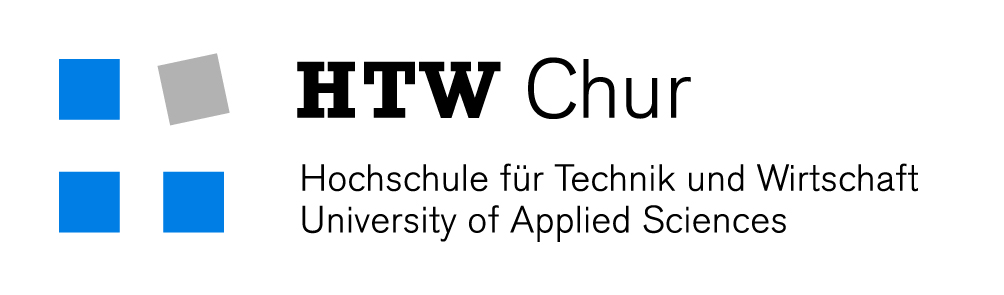 HTW Chur
Hochschule für Technik und Wirtschaft
University of Applied Sciences